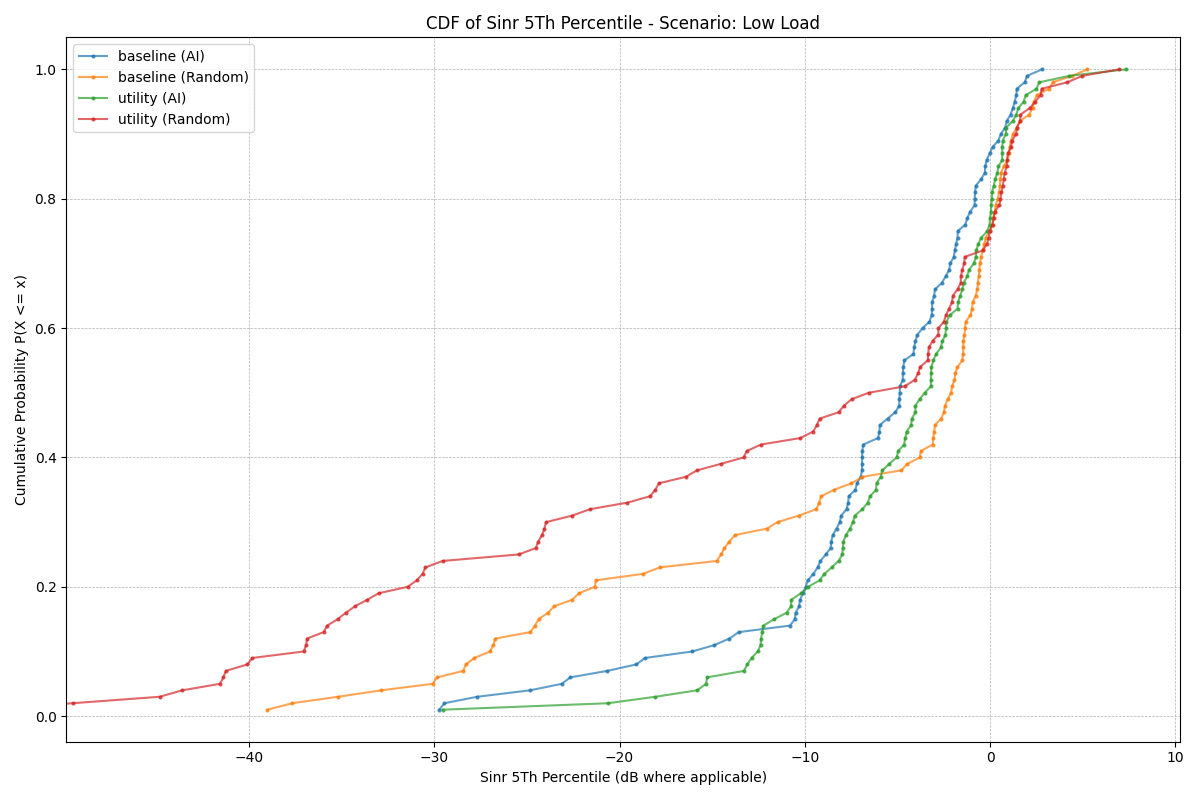 CDF of Sinr 5Th Percentile - Scenario: Low Load
baseline (AI)
baseline (Random)
utility (AI)
utility (Random)
Cumulative Probability P(X <= x)
1.0
0.8
0.6
0.4
0.2
0.0
−40
−30
−20
−10
0
10
Sinr 5Th Percentile (dB where applicable)